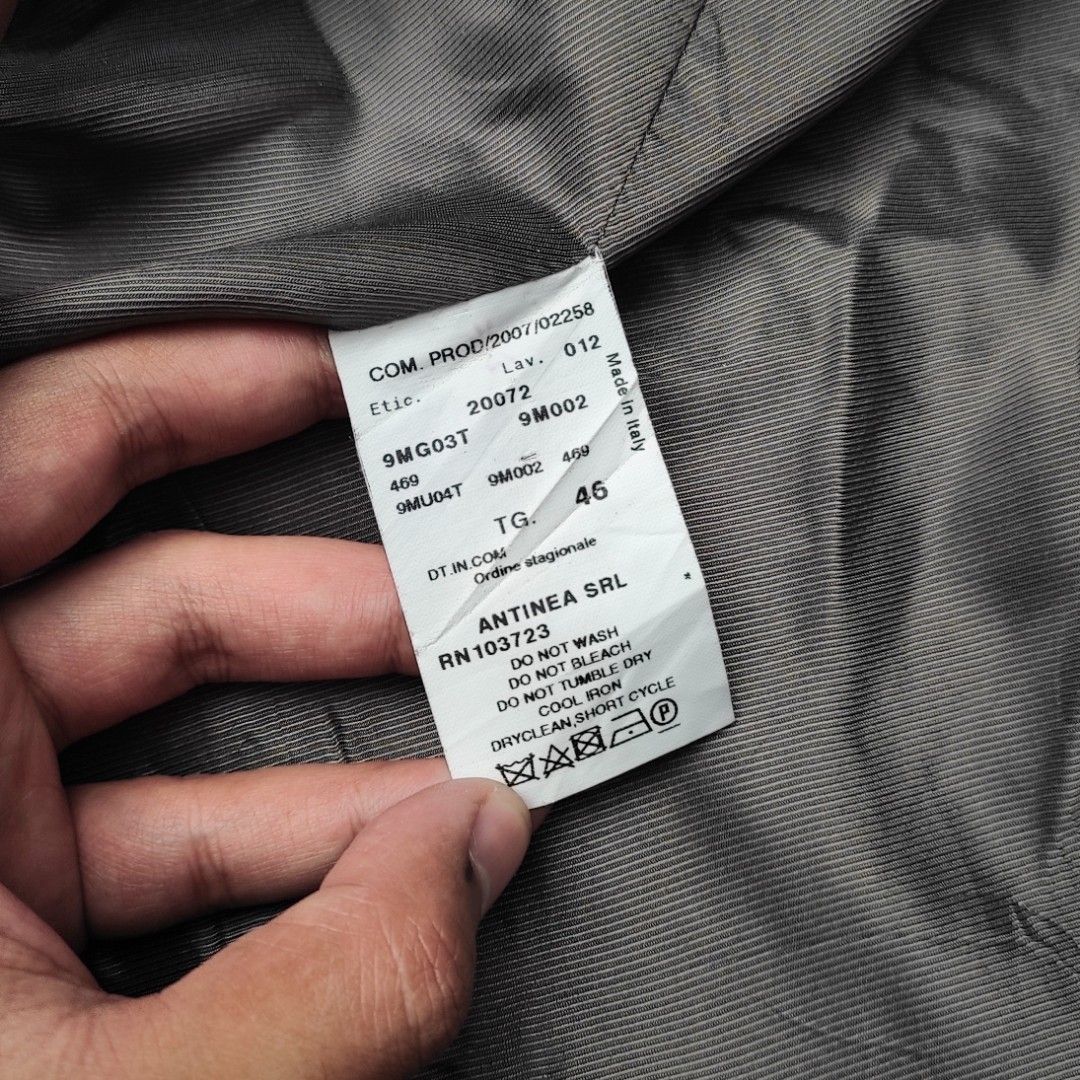 COM. PROD/2007/02258
Lav. 012
Etic. 20072
9MG03T 9M002
469
9MU04T 9M002 469
TG. 46
DT.IN.COM
Ordine stagionale
ANTINEA SRL
RN103723
DO NOT WASH
DO NOT BLEACH
DO NOT TUMBLE DRY
COOL IRON
DRYCLEAN,SHORT CYCLE
P
Made in Italy